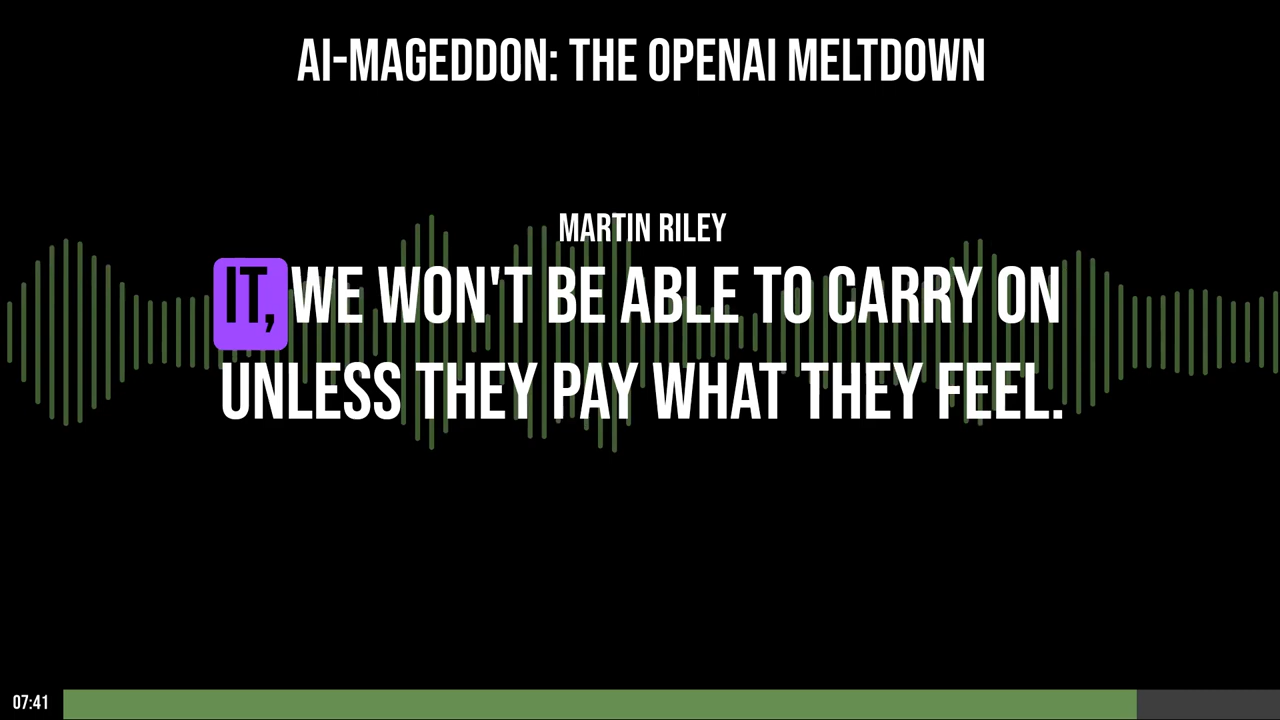 AI-MAGEDDON: THE OPENAI MELTDOWN
MARTIN RILEY
IT, WE WON'T BE ABLE TO CARRY ON
UNLESS THEY PAY WHAT THEY FEEL.
07:41